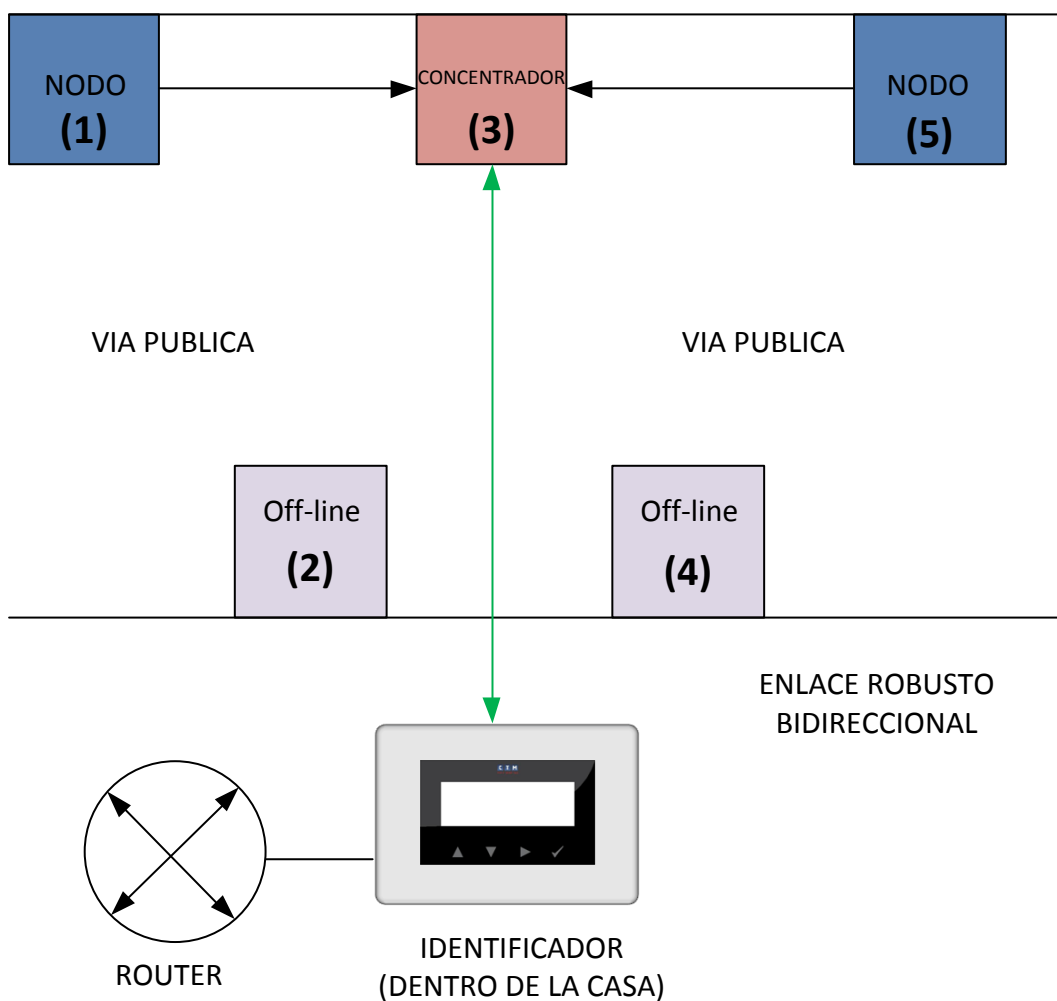 NODO
(1)
CONCENTRADOR
(3)
NODO
(5)
VIA PUBLICA
VIA PUBLICA
Off-line
(2)
Off-line
(4)
ENLACE ROBUSTO
BIDIRECCIONAL
ROUTER
IDENTIFICADOR
(DENTRO DE LA CASA)